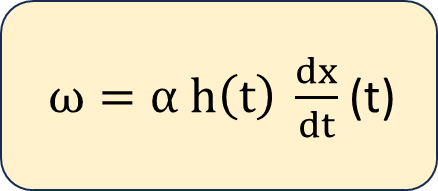 ω = α h(t) dx/dt (t)